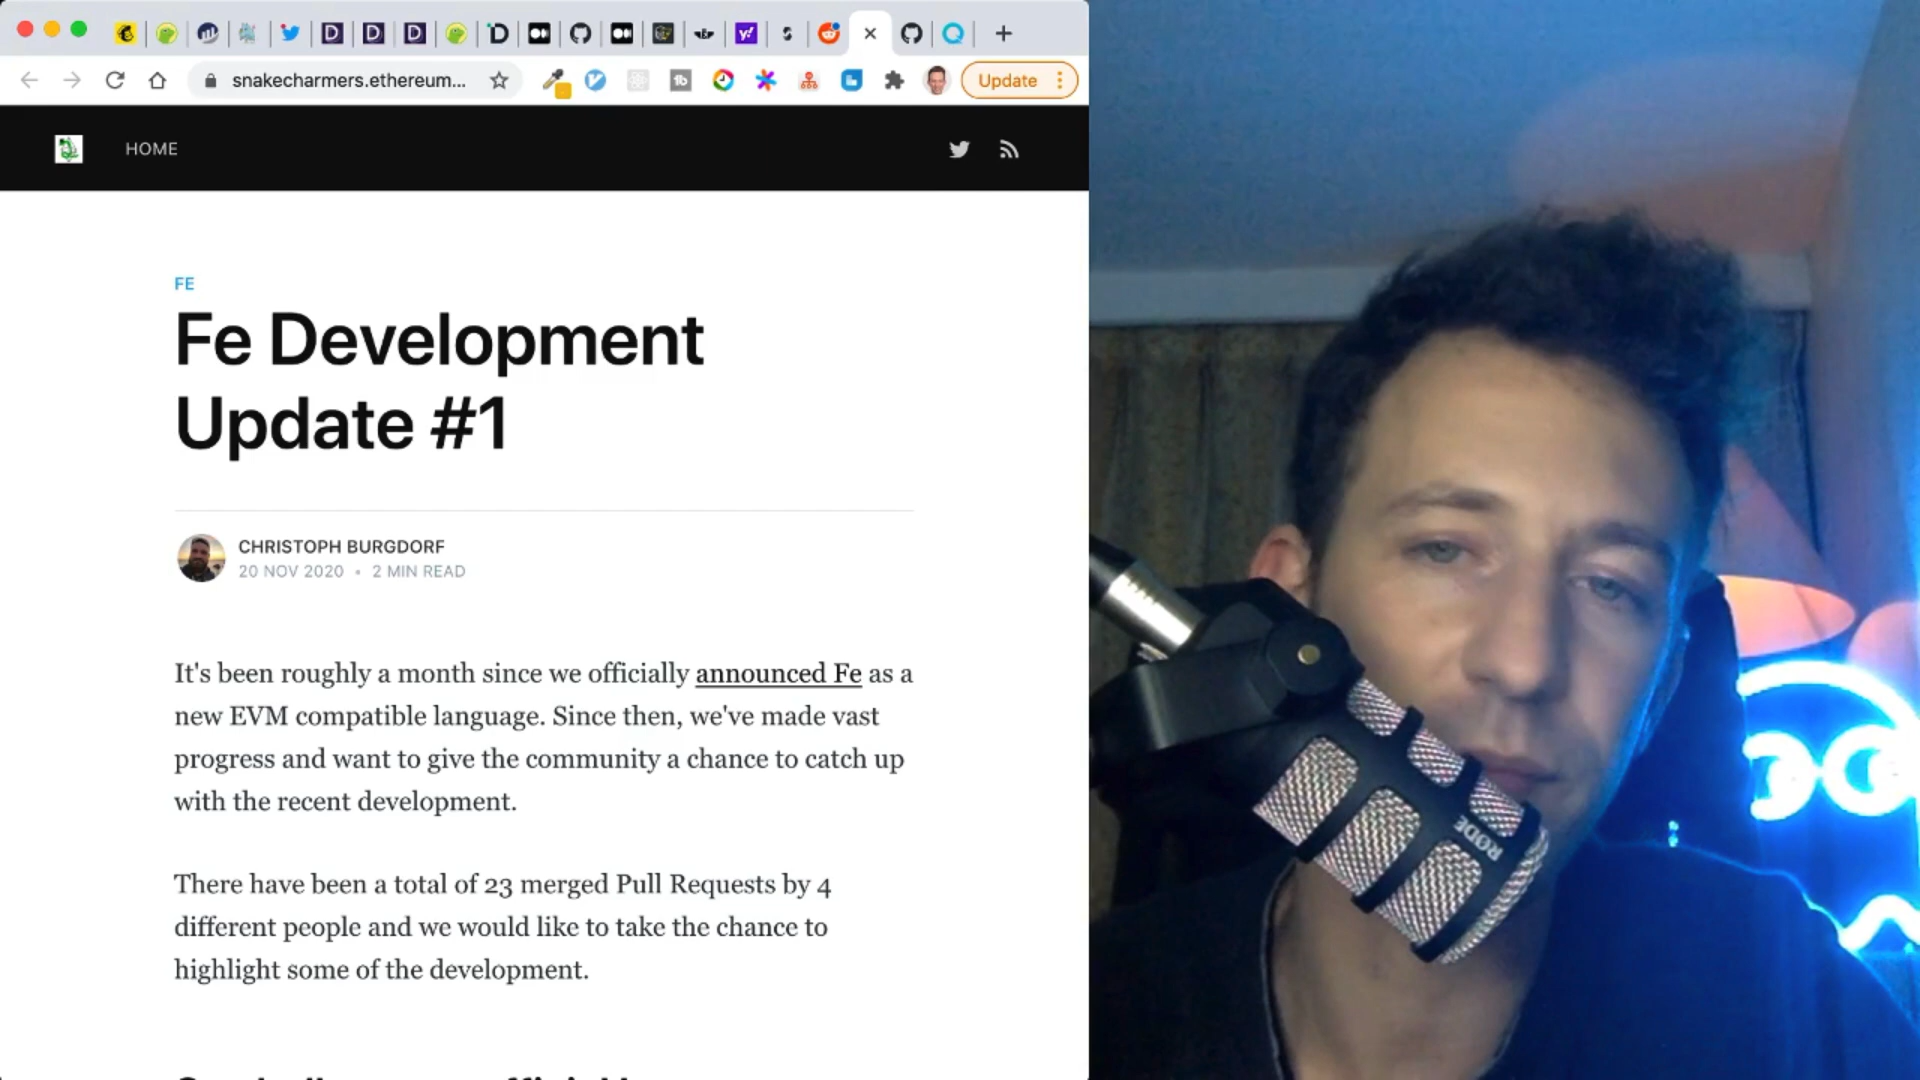 snakecharmers.ethereum...
Update
HOME
FE
Fe Development
Update #1
CHRISTOPH BURGDORF
20 NOV 2020 • 2 MIN READ
It's been roughly a month since we officially announced Fe as a
new EVM compatible language. Since then, we've made vast
progress and want to give the community a chance to catch up
with the recent development.
There have been a total of 23 merged Pull Requests by 4
different people and we would like to take the chance to
highlight some of the development.
RODE